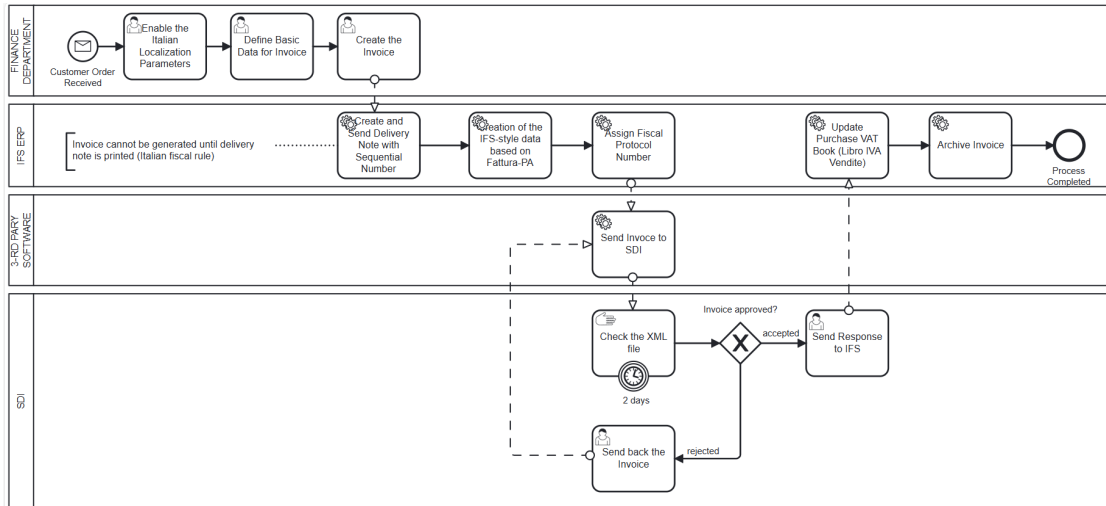 FINANCE
DEPARTMENT
Customer Order
Received
Enable the
Italian
Localization
Parameters
Define Basic
Data for Invoice
Create the
Invoice
IFS ERP
Invoice cannot be generated until delivery
note is printed (Italian fiscal rule)
Create and
Send Delivery
Note with
Sequential
Number
Creation of the
IFS-style data
based on
Fattura-PA
Assign Fiscal
Protocol
Number
Update
Purchase VAT
Book (Libro IVA
Vendite)
Archive Invoice
Process
Completed
3-RD PARY
SOFTWARE
Send Invoce to
SDI
SDI
Check the XML
file
2 days
Invoice approved?
accepted
Send Response
to IFS
rejected
Send back the
Invoice